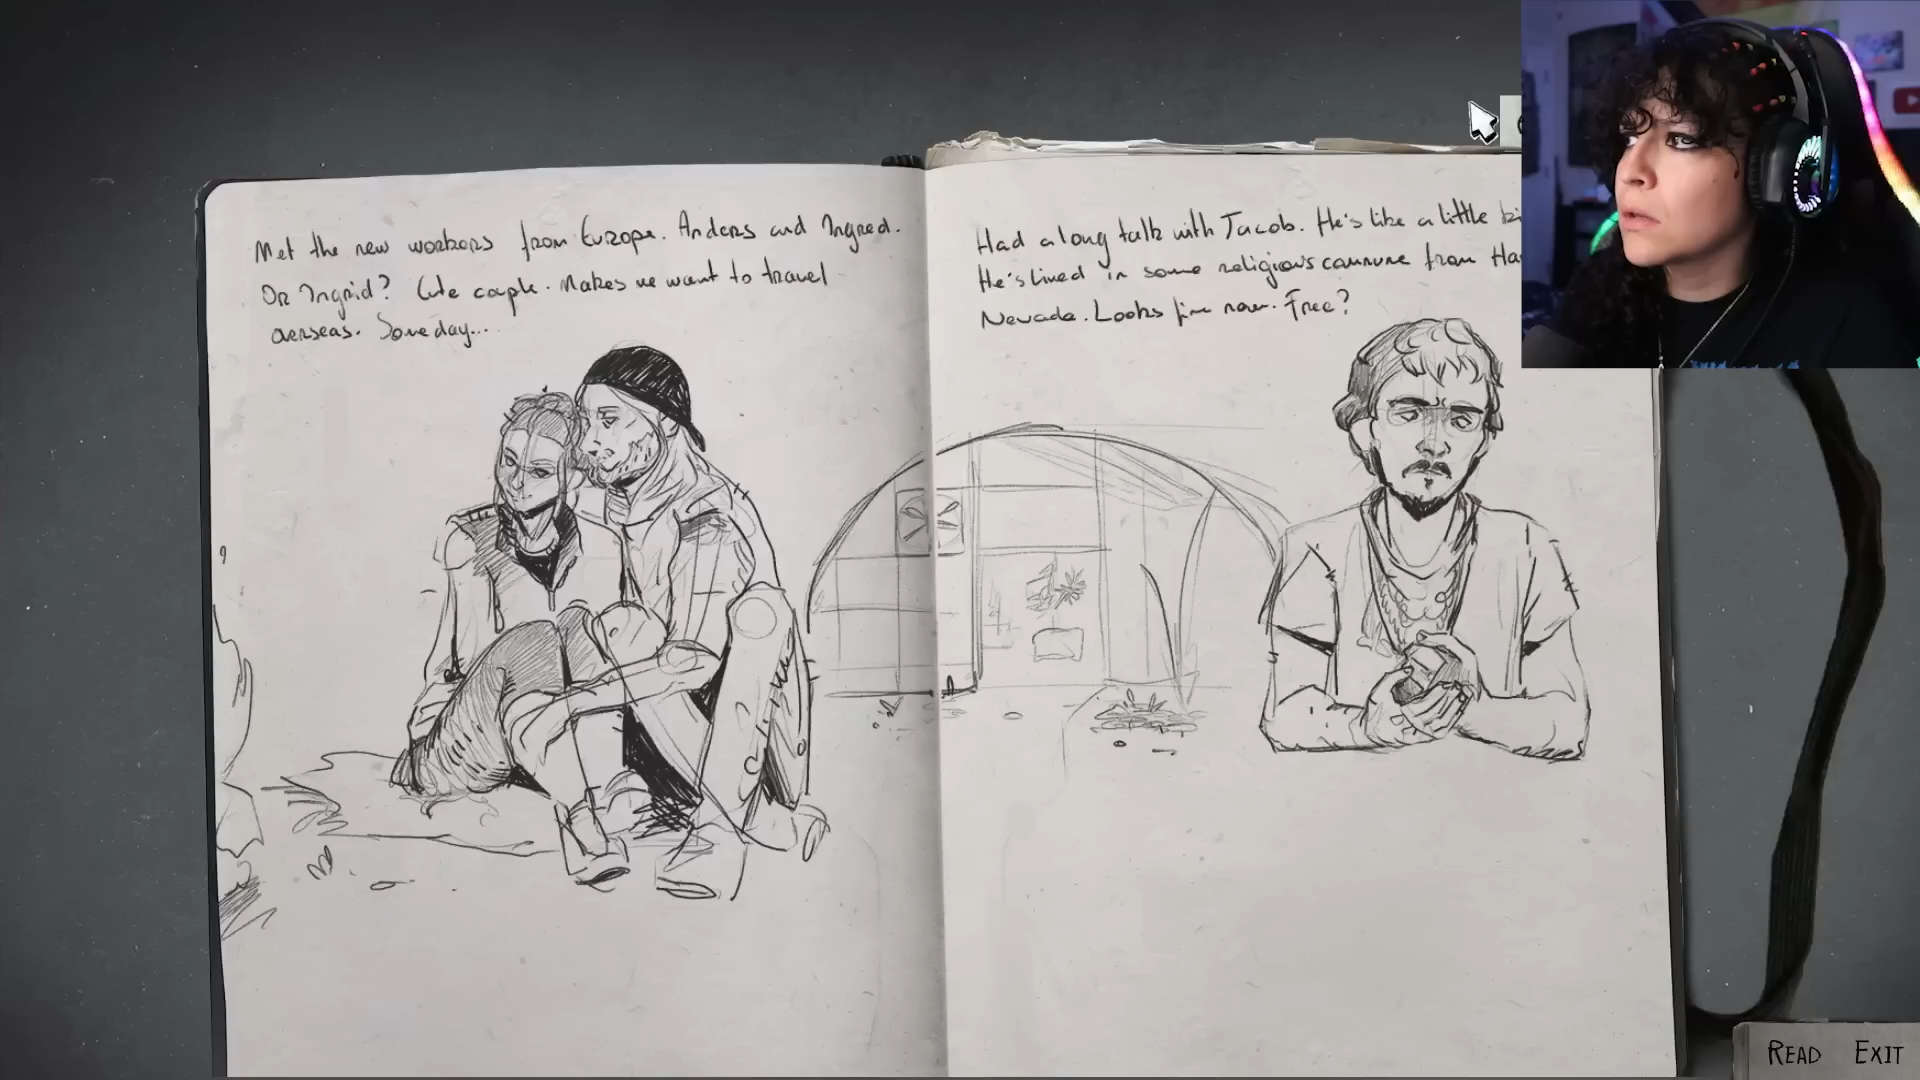 Met the new workers from Europe. Anders and Ingred.
Or Ingrid? Cute couple. Makes me want to travel
overseas. Someday...
Had a long talk with Jacob. He's like a little
He's lived in some religious commune from
Nevada. Looks fine now. Free?
READ EXIT